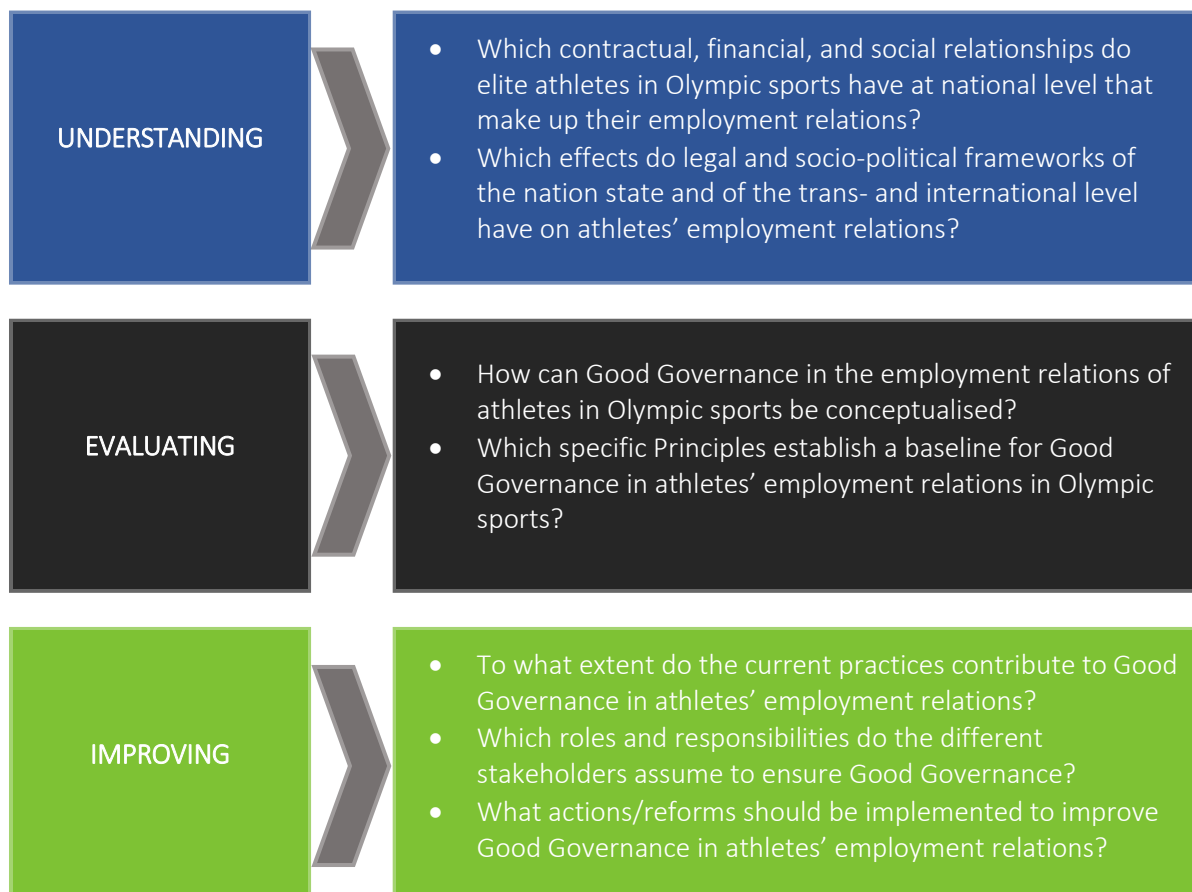 UNDERSTANDING
• Which contractual, financial, and social relationships do
elite athletes in Olympic sports have at national level that
make up their employment relations?
• Which effects do legal and socio-political frameworks of
the nation state and of the trans- and international level
have on athletes’ employment relations?
EVALUATING
• How can Good Governance in the employment relations of
athletes in Olympic sports be conceptualised?
• Which specific Principles establish a baseline for Good
Governance in athletes’ employment relations in Olympic
sports?
IMPROVING
• To what extent do the current practices contribute to Good
Governance in athletes’ employment relations?
• Which roles and responsibilities do the different
stakeholders assume to ensure Good Governance?
• What actions/reforms should be implemented to improve
Good Governance in athletes’ employment relations?